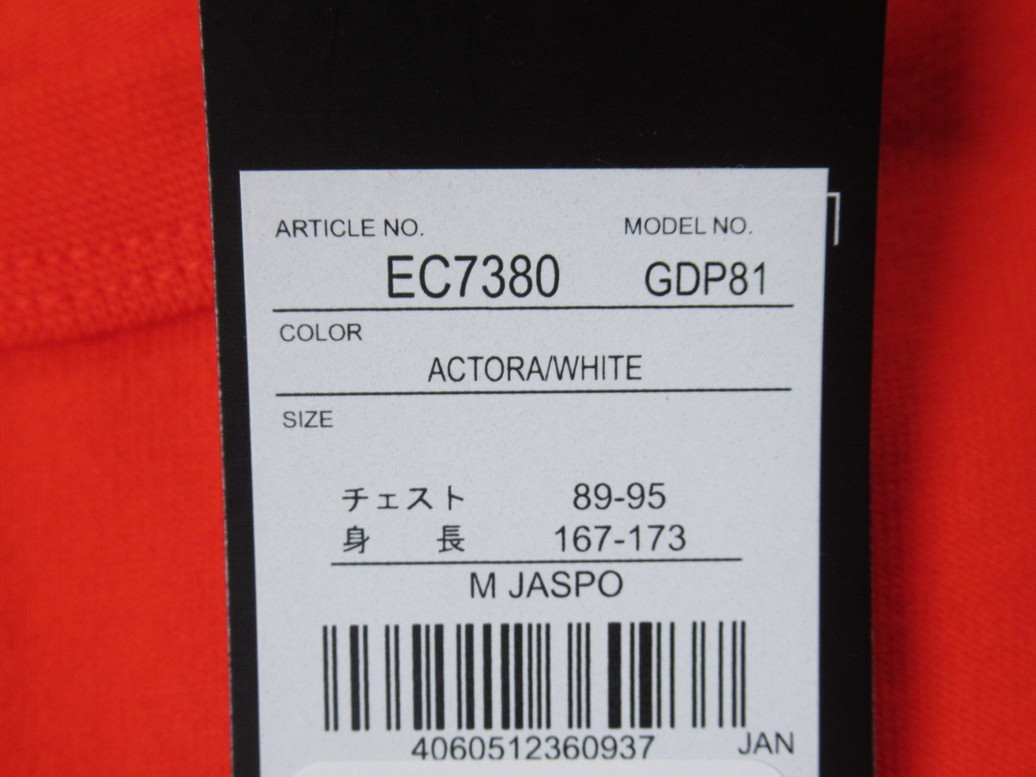 ARTICLE NO. MODEL NO.
EC7380 GDP81
COLOR
ACTORA/WHITE
SIZE
チェスト 89-95
身 長 167-173
M JASPO
4060512360937 JAN